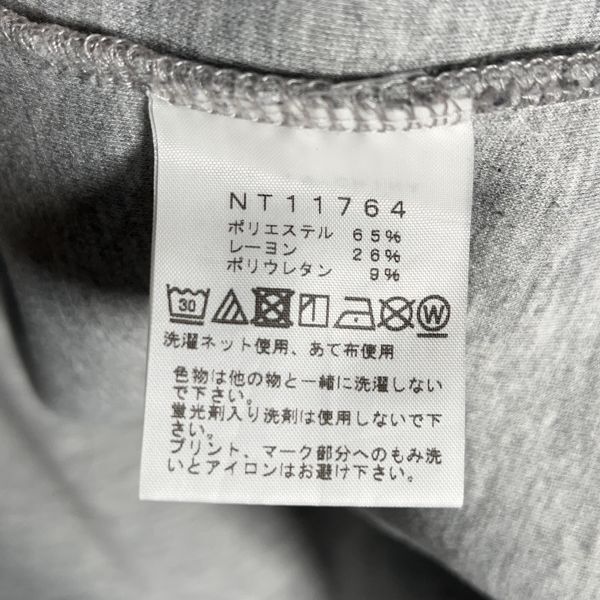 NT11764
ポリエステル 65%
レーヨン 26%
ポリウレタン 9%
30 W
洗濯ネット使用、あて布使用
色物は他の物と一緒に洗濯しない
で下さい。
蛍光剤入り洗剤は使用しないで下
さい。
プリント、マーク部分へのもみ洗
いとアイロンはお避け下さい。